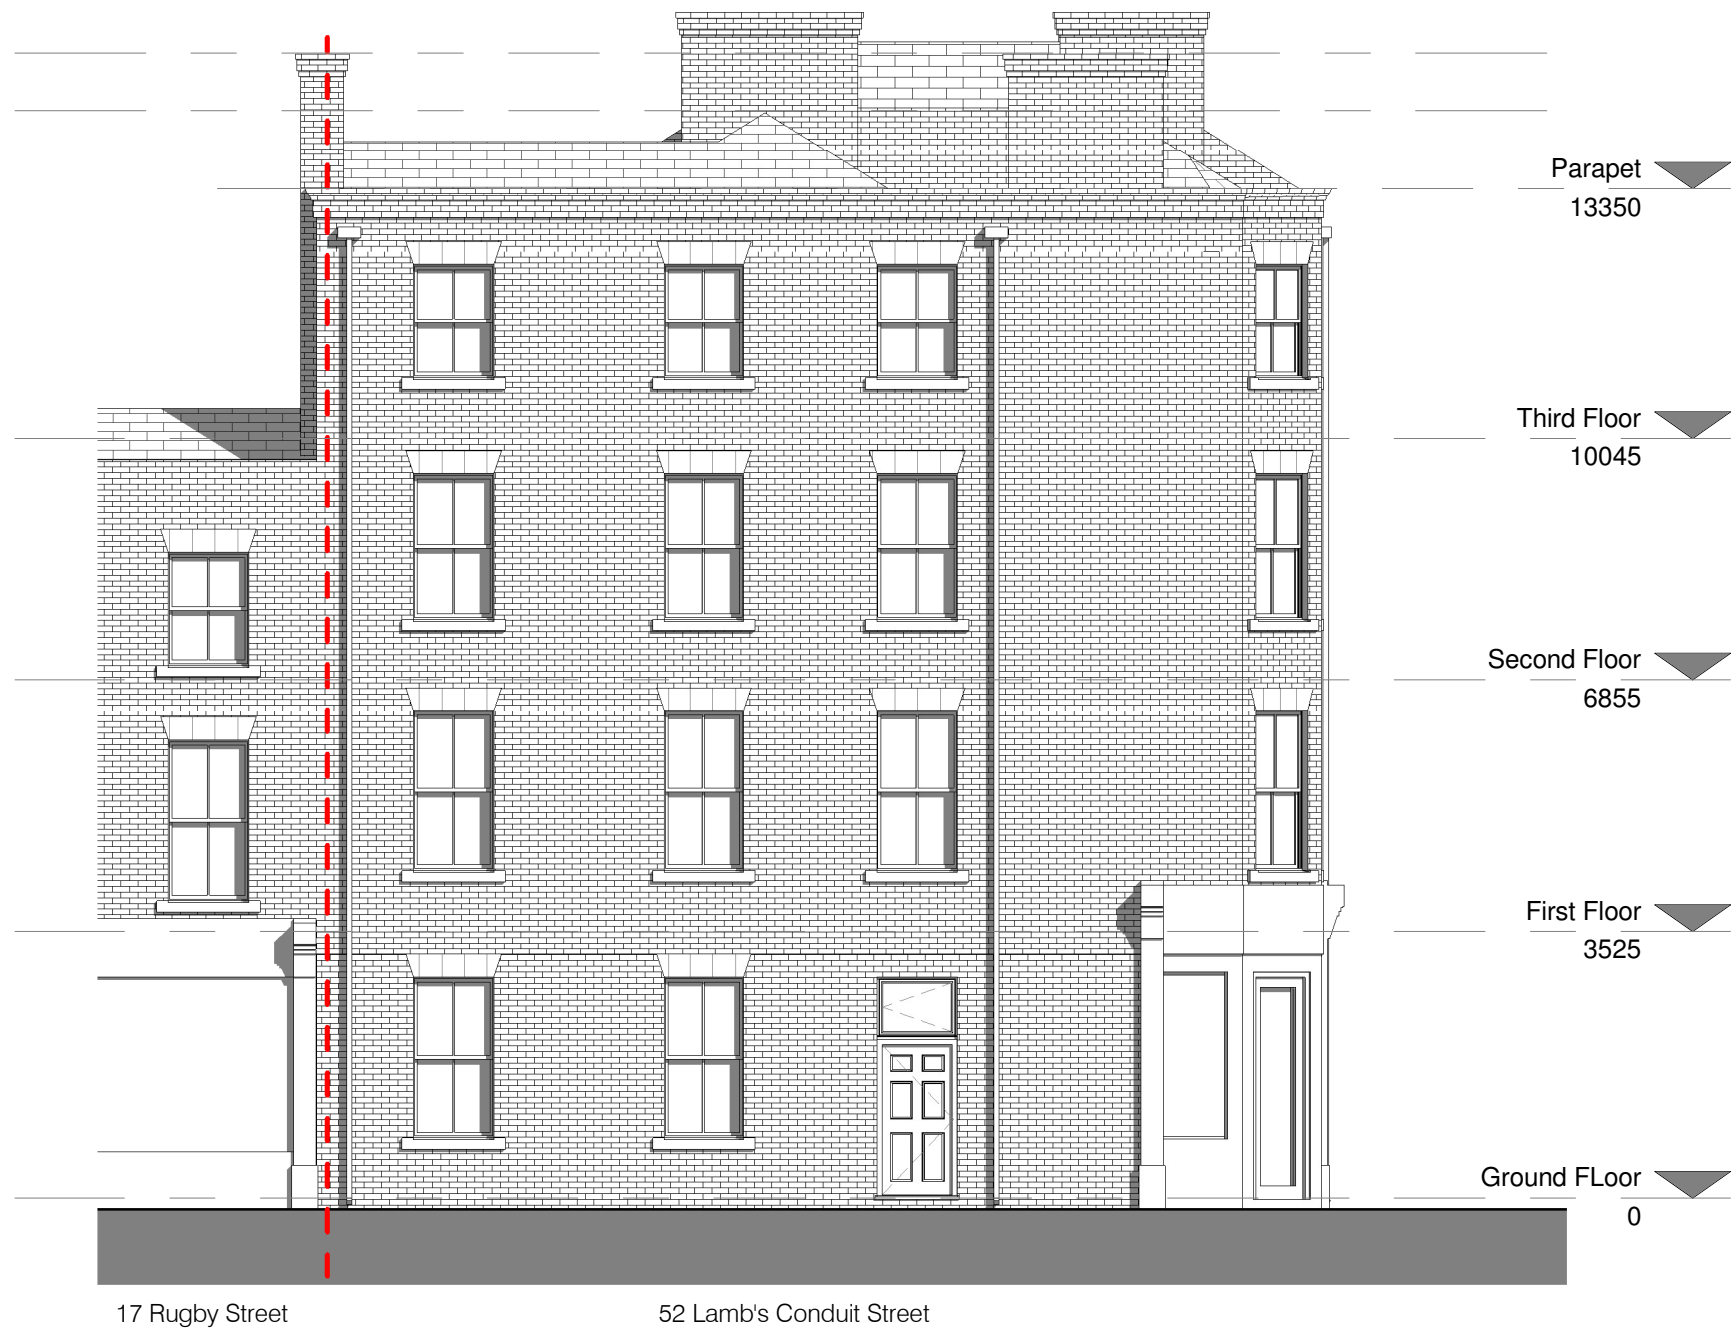 Parapet
13350
Third Floor
10045
Second Floor
6855
First Floor
3525
Ground FLoor
0
17 Rugby Street
52 Lamb's Conduit Street